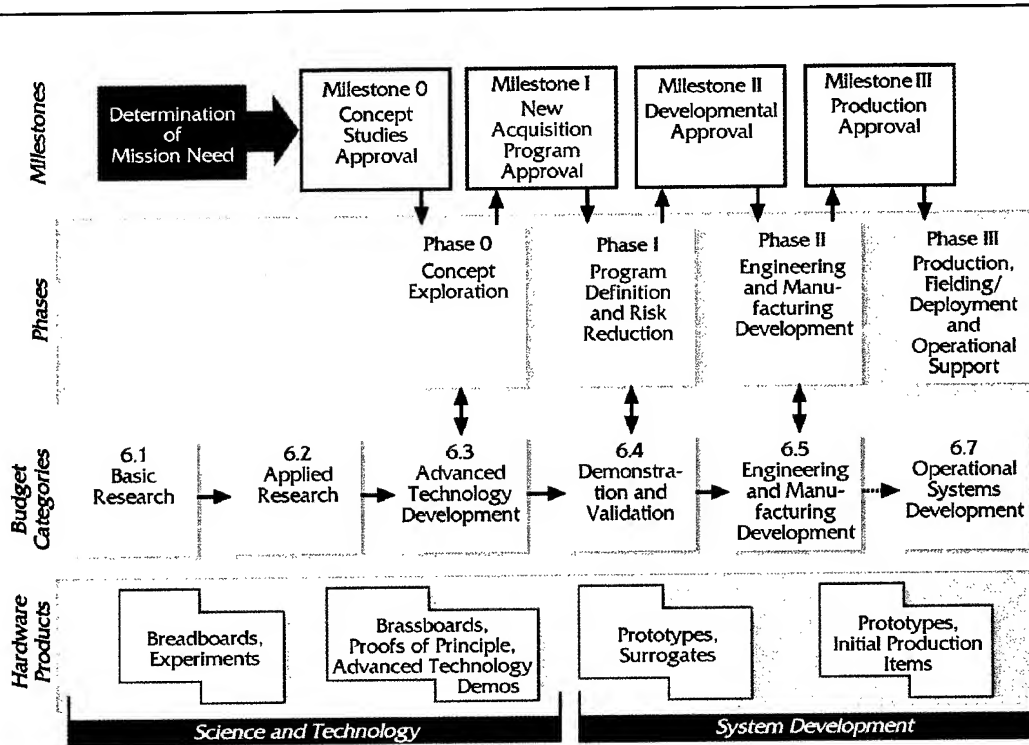 Milestones
Determination
of
Mission Need
Milestone 0
Concept
Studies
Approval
Milestone I
New
Acquisition
Program
Approval
Milestone II
Developmental
Approval
Milestone III
Production
Approval
Phases
Phase 0
Concept
Exploration
Phase I
Program
Definition
and Risk
Reduction
Phase II
Engineering
and Manu-
facturing
Development
Phase III
Production,
Fielding/
Deployment
and
Operational
Support
Budget
Categories
6.1
Basic
Research
6.2
Applied
Research
6.3
Advanced
Technology
Development
6.4
Demonstra-
tion and
Validation
6.5
Engineering
and Manu-
facturing
Development
6.7
Operational
Systems
Development
Hardware
Products
Breadboards,
Experiments
Brassboards,
Proofs of Principle,
Advanced Technology
Demos
Prototypes,
Surrogates
Prototypes,
Initial Production
Items
Science and Technology
System Development